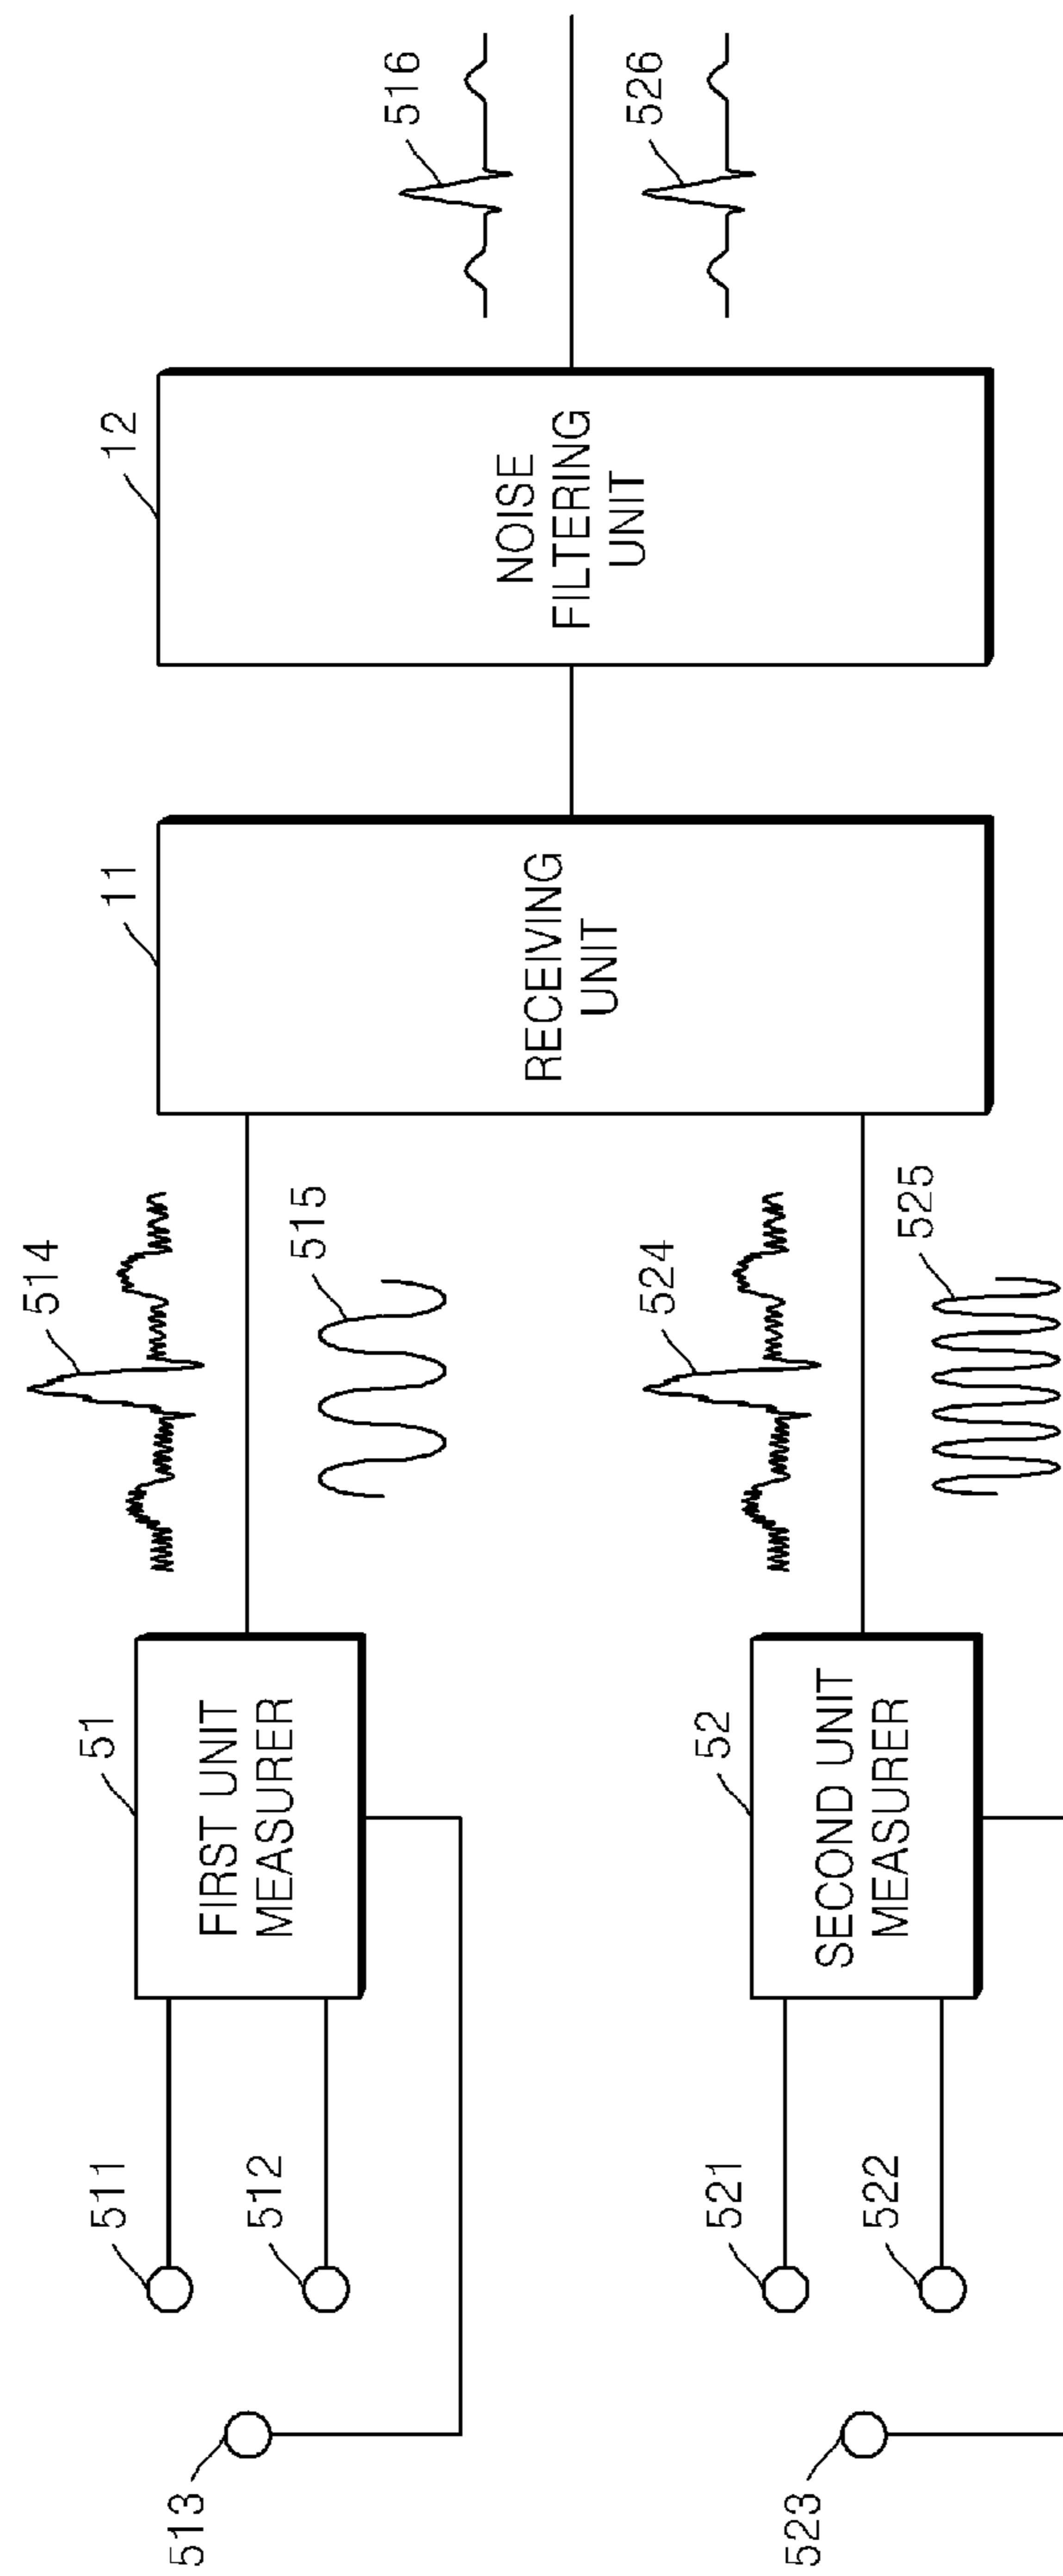 513
511
512
51
FIRST UNIT
MEASURER
514
515
11
RECEIVING
UNIT
12
NOISE
FILTERING
UNIT
516
526
523
521
522
52
SECOND UNIT
MEASURER
524
525